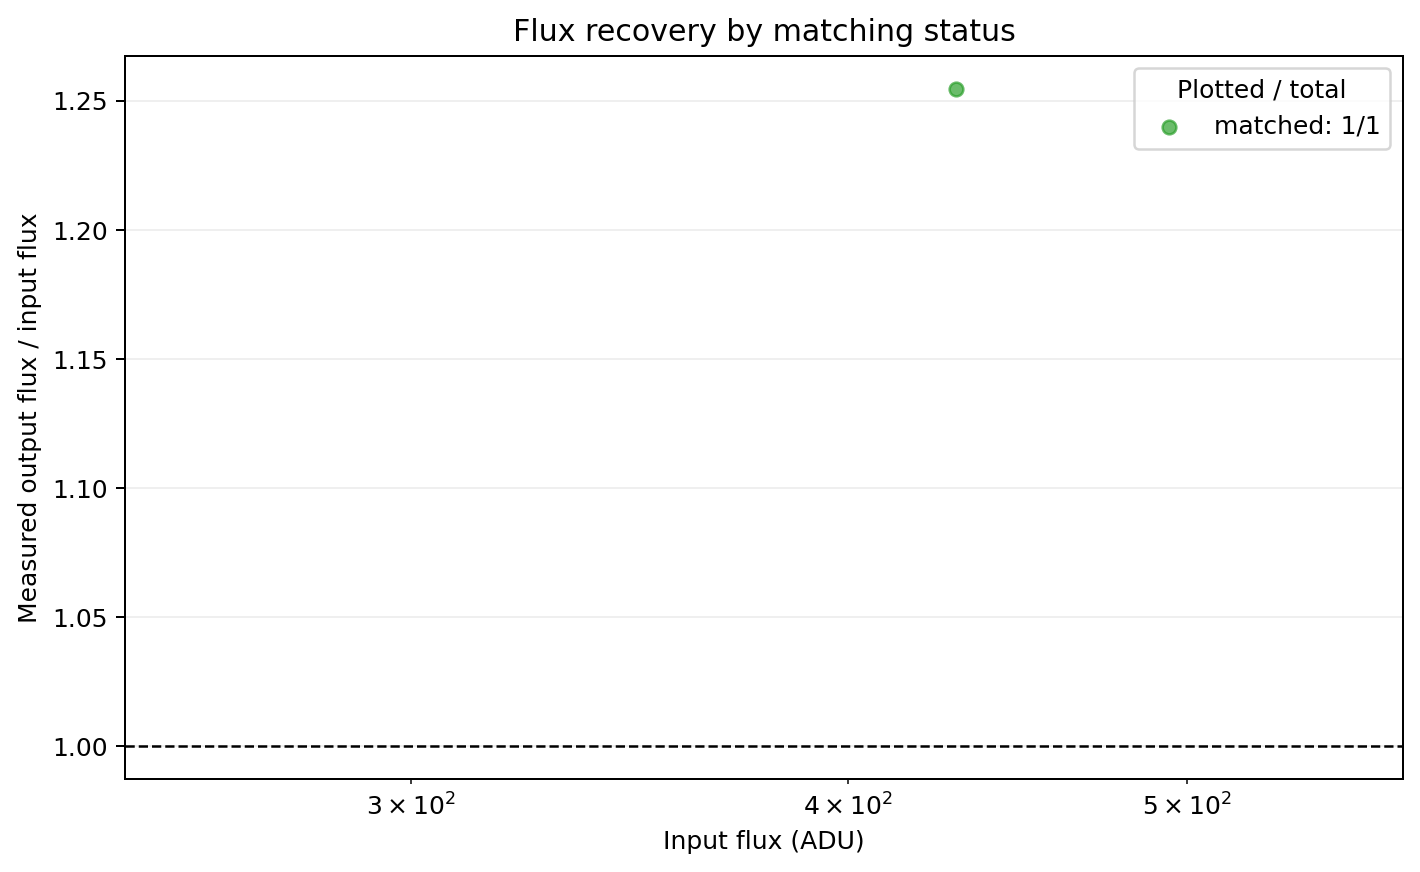 Flux recovery by matching status
Plotted / total
matched: 1/1
Measured output flux / input flux
1.25
1.20
1.15
1.10
1.05
1.00
3 × 10²
4 × 10²
5 × 10²
Input flux (ADU)